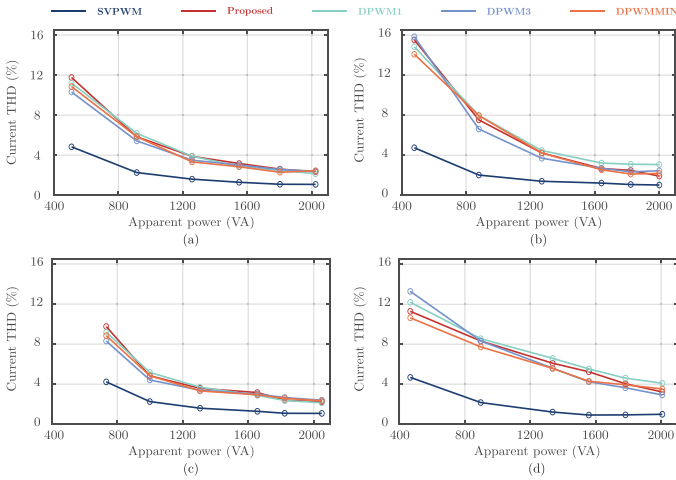 SVPWM Proposed DPWM1 DPWM3 DPWMMIN
16 16
12 12
8 8
4 4
0 0
Current THD (%) Current THD (%)
400 800 1200 1600 2000 400 800 1200 1600 2000
Apparent power (VA) Apparent power (VA)
(a) (b)
16 16
12 12
8 8
4 4
0 0
Current THD (%) Current THD (%)
400 800 1200 1600 2000 400 800 1200 1600 2000
Apparent power (VA) Apparent power (VA)
(c) (d)